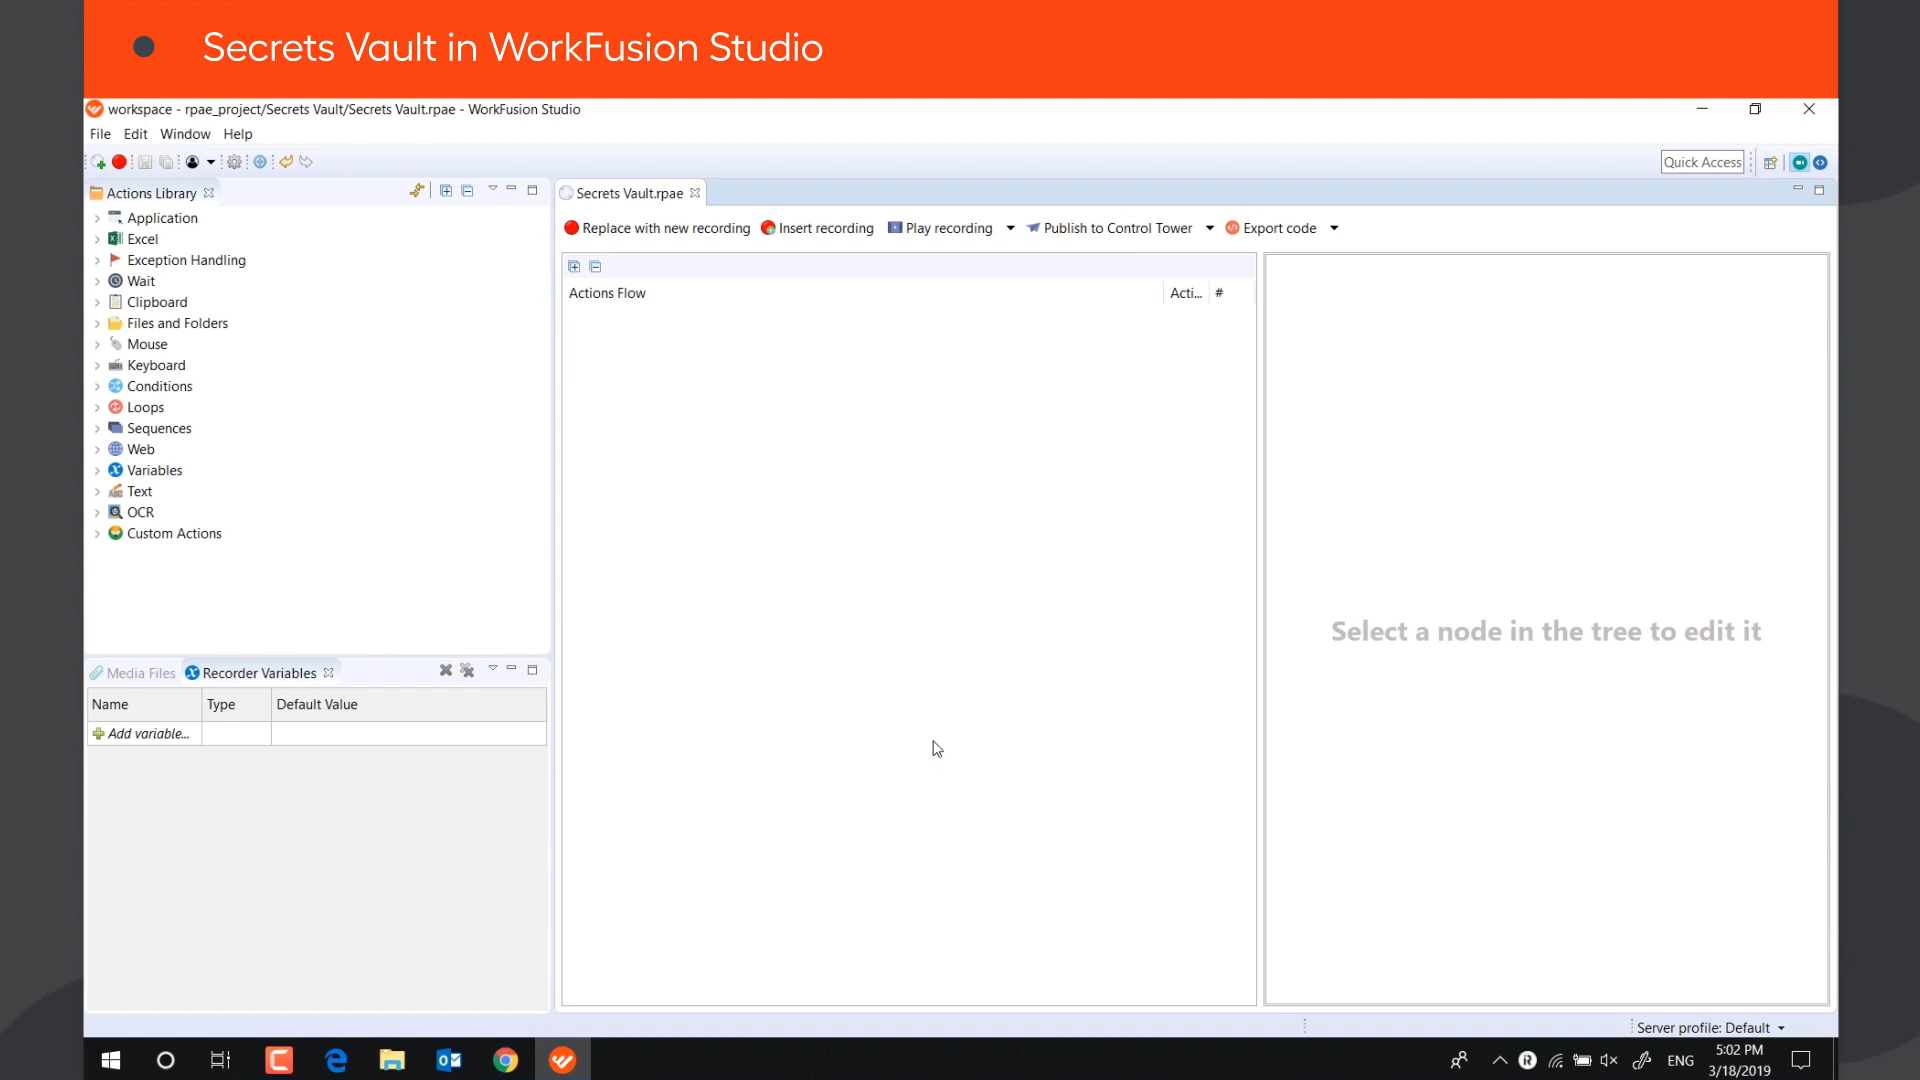 Secrets Vault in WorkFusion Studio
workspace - rpae_project/Secrets Vault/Secrets Vault.rpae - WorkFusion Studio
File Edit Window Help
Quick Access
Actions Library
Secrets Vault.rpae
Application
Excel
Exception Handling
Wait
Clipboard
Files and Folders
Mouse
Keyboard
Conditions
Loops
Sequences
Web
Variables
Text
OCR
Custom Actions
Replace with new recording Insert recording Play recording Publish to Control Tower Export code
Actions Flow Acti... #
Select a node in the tree to edit it
Media Files Recorder Variables
Name Type Default Value
Add variable...
Server profile: Default
ENG
5:02 PM
3/18/2019